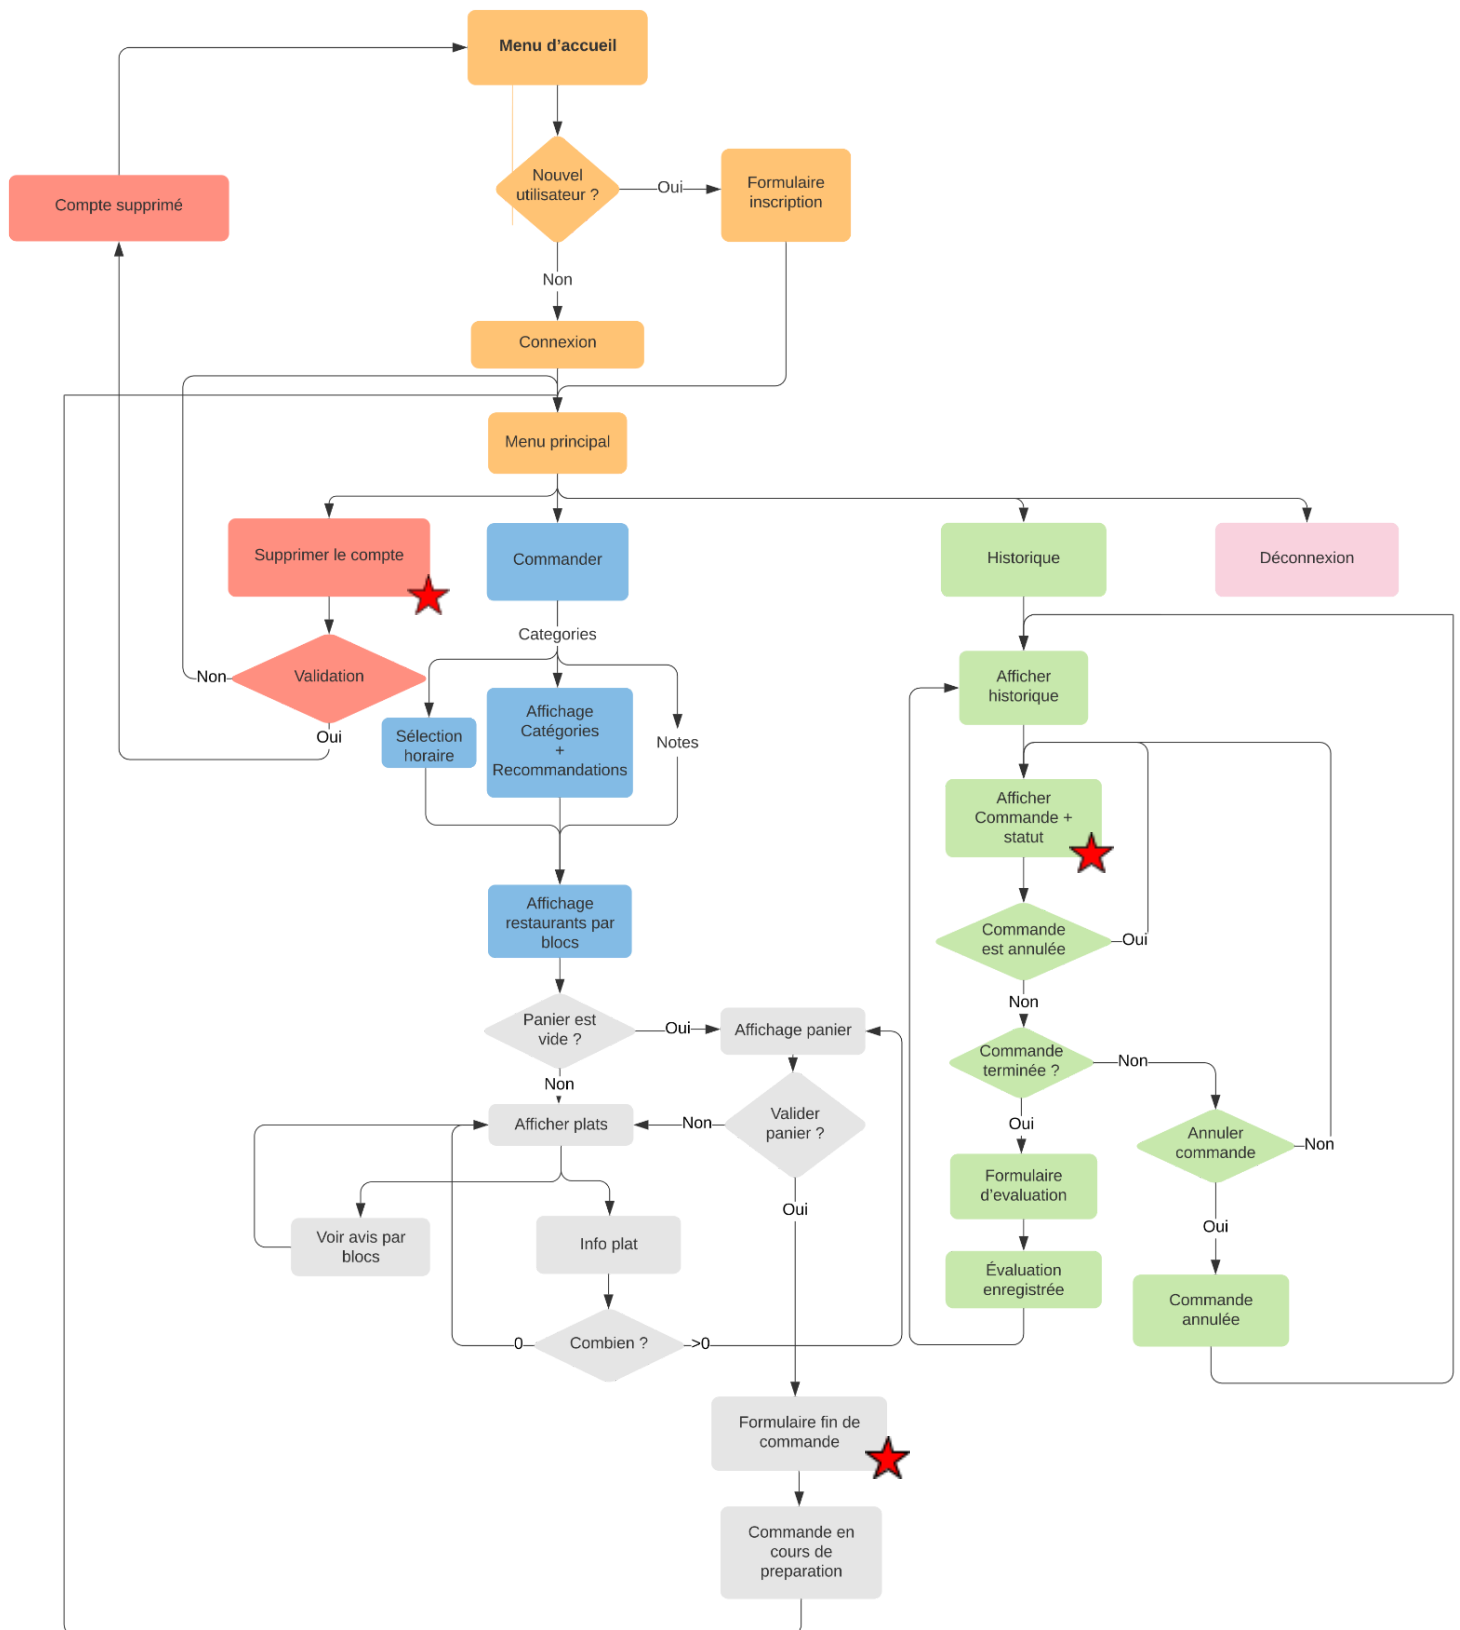 Menu d’accueil
Nouvel
utilisateur ?
Oui
Formulaire
inscription
Compte supprimé
Non
Connexion
Menu principal
Supprimer le compte
Commander
Historique
Déconnexion
Categories
Validation
Non
Oui
Sélection
horaire
Affichage
Catégories
+
Recommandations
Notes
Afficher
historique
Afficher
Commande +
statut
Affichage
restaurants par
blocs
Commande
est annulée
Oui
Non
Panier est
vide ?
Oui
Affichage panier
Non
Commande
terminée ?
Non
Oui
Afficher plats
Non
Valider
panier ?
Oui
Annuler
commande
Non
Oui
Formulaire
d’evaluation
Voir avis par
blocs
Info plat
Évaluation
enregistrée
Commande
annulée
0
Combien ?
>0
Formulaire fin de
commande
Commande en
cours de
preparation